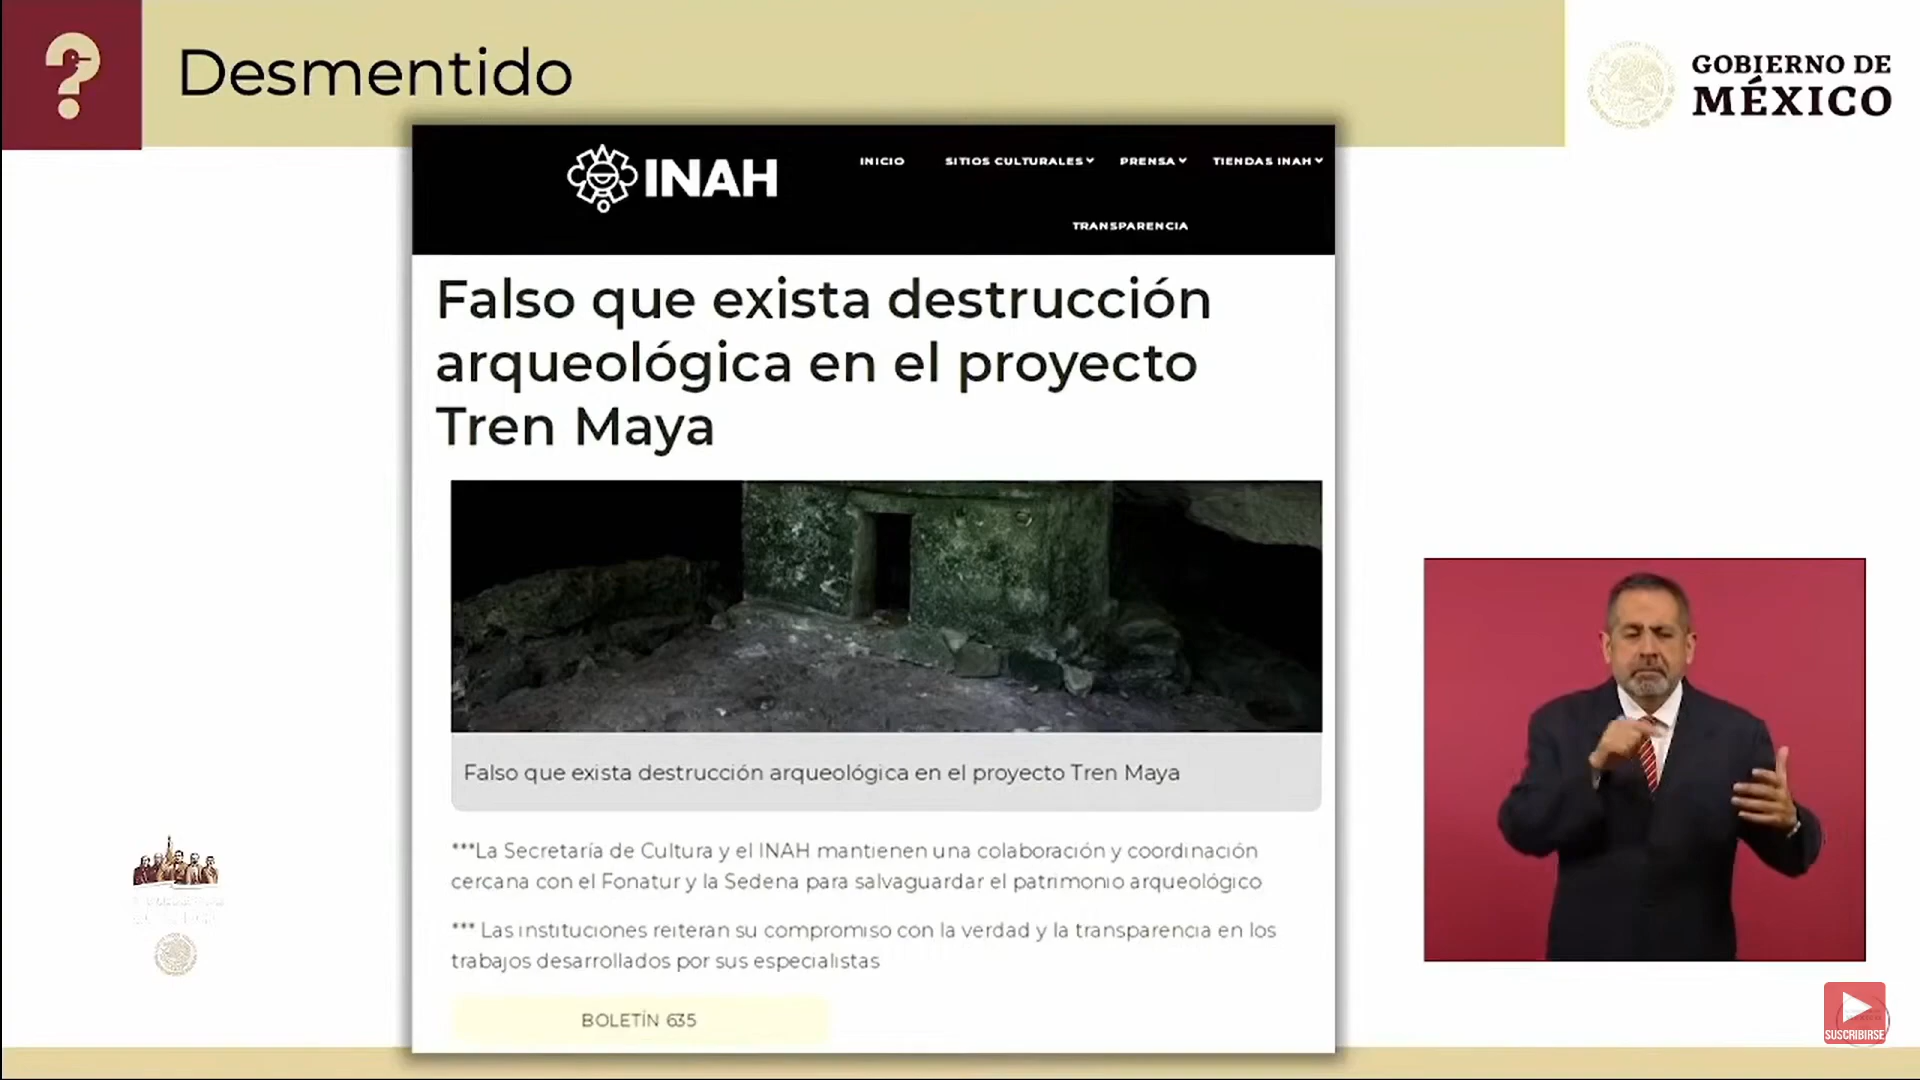 Desmentido
GOBIERNO DE
MÉXICO
INAH
INICIO
SITIOS CULTURALES
PRENSA
TIENDAS INAH
TRANSPARENCIA
Falso que exista destrucción
arqueológica en el proyecto
Tren Maya
Falso que exista destrucción arqueológica en el proyecto Tren Maya
***La Secretaría de Cultura y el INAH mantienen una colaboración y coordinación
cercana con el Fonatur y la Sedena para salvaguardar el patrimonio arqueológico
*** Las instituciones reiteran su compromiso con la verdad y la transparencia en los
trabajos desarrollados por sus especialistas
BOLETÍN 635
SUSCRIBIRSE